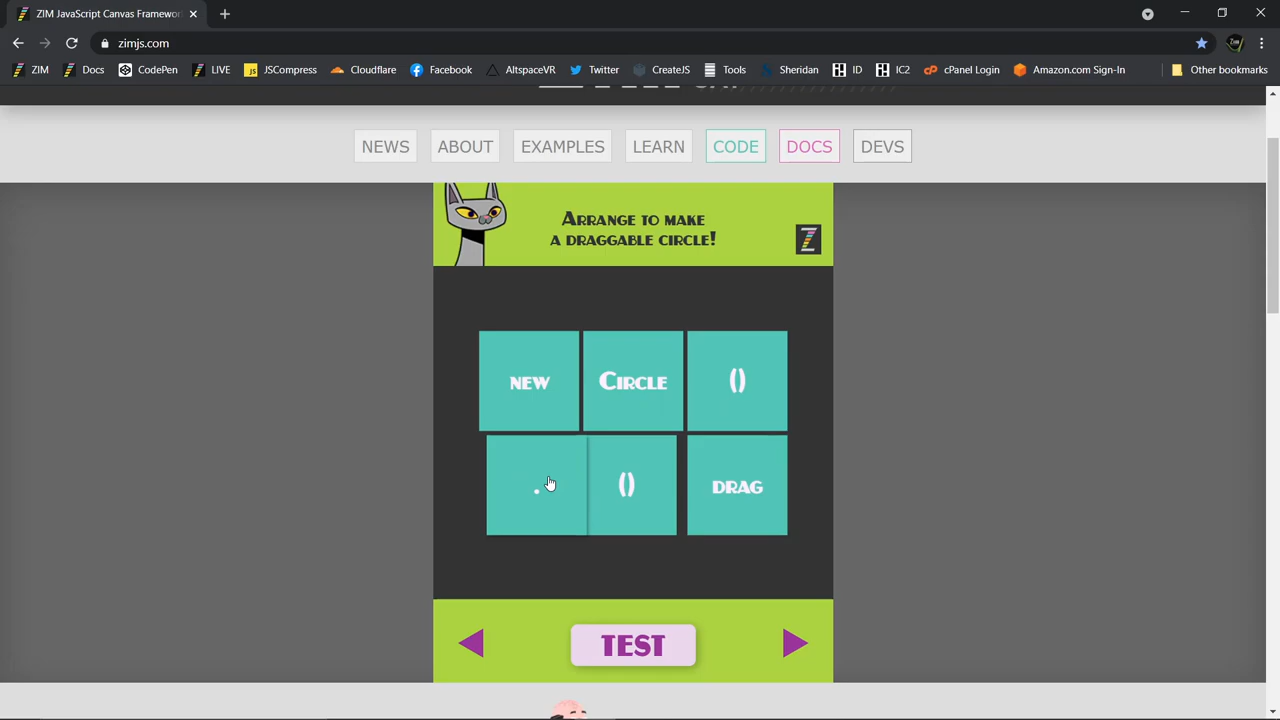 ZIM JavaScript Canvas Framewor
zimjs.com
ZIM
Docs
CodePen
LIVE
JSCompress
Cloudflare
Facebook
AltspaceVR
Twitter
CreateJS
Tools
Sheridan
ID
IC2
cPanel Login
Amazon.com Sign-In
Other bookmarks
NEWS
ABOUT
EXAMPLES
LEARN
CODE
DOCS
DEVS
Arrange to make
a draggable circle!
Z
new
Circle
()
.
()
drag
TEST